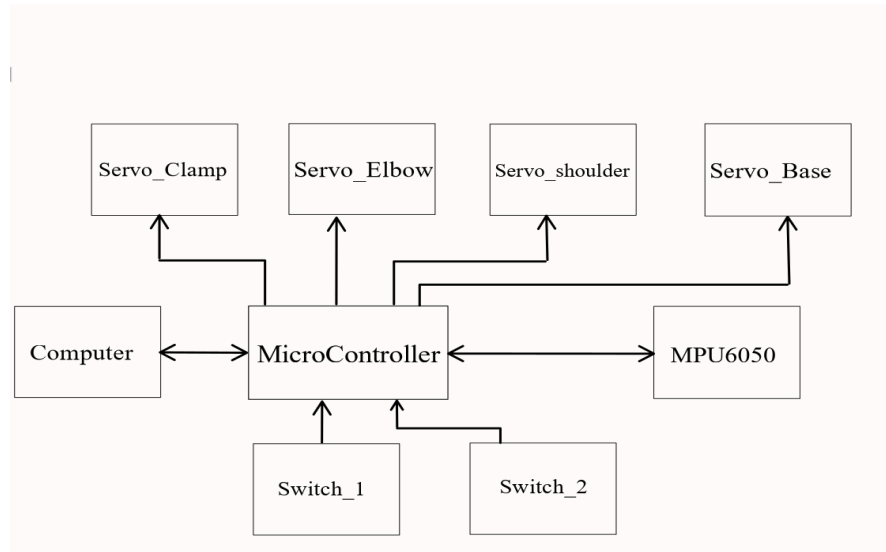 Servo_Clamp
Servo_Elbow
Servo_shoulder
Servo_Base
Computer
MicroController
MPU6050
Switch_1
Switch_2